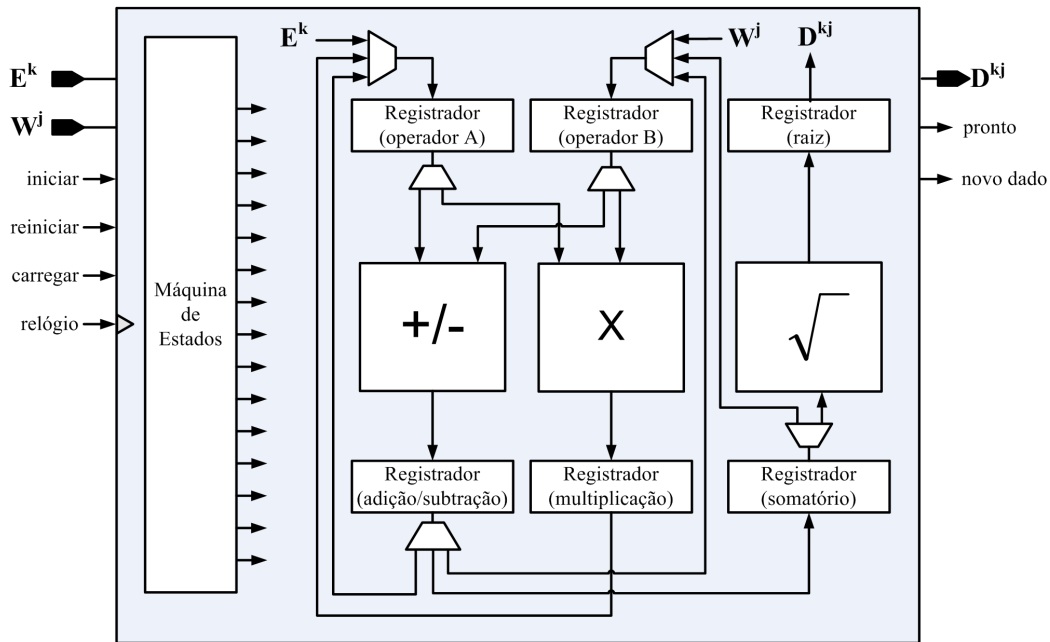 E^k
W^j
iniciar
reiniciar
carregar
relógio
Máquina
de
Estados
E^k
W^j
D^kj
Registrador
(operador A)
Registrador
(operador B)
Registrador
(raiz)
+/-
X
√
Registrador
(adição/subtração)
Registrador
(multiplicação)
Registrador
(somatório)
D^kj
pronto
novo dado